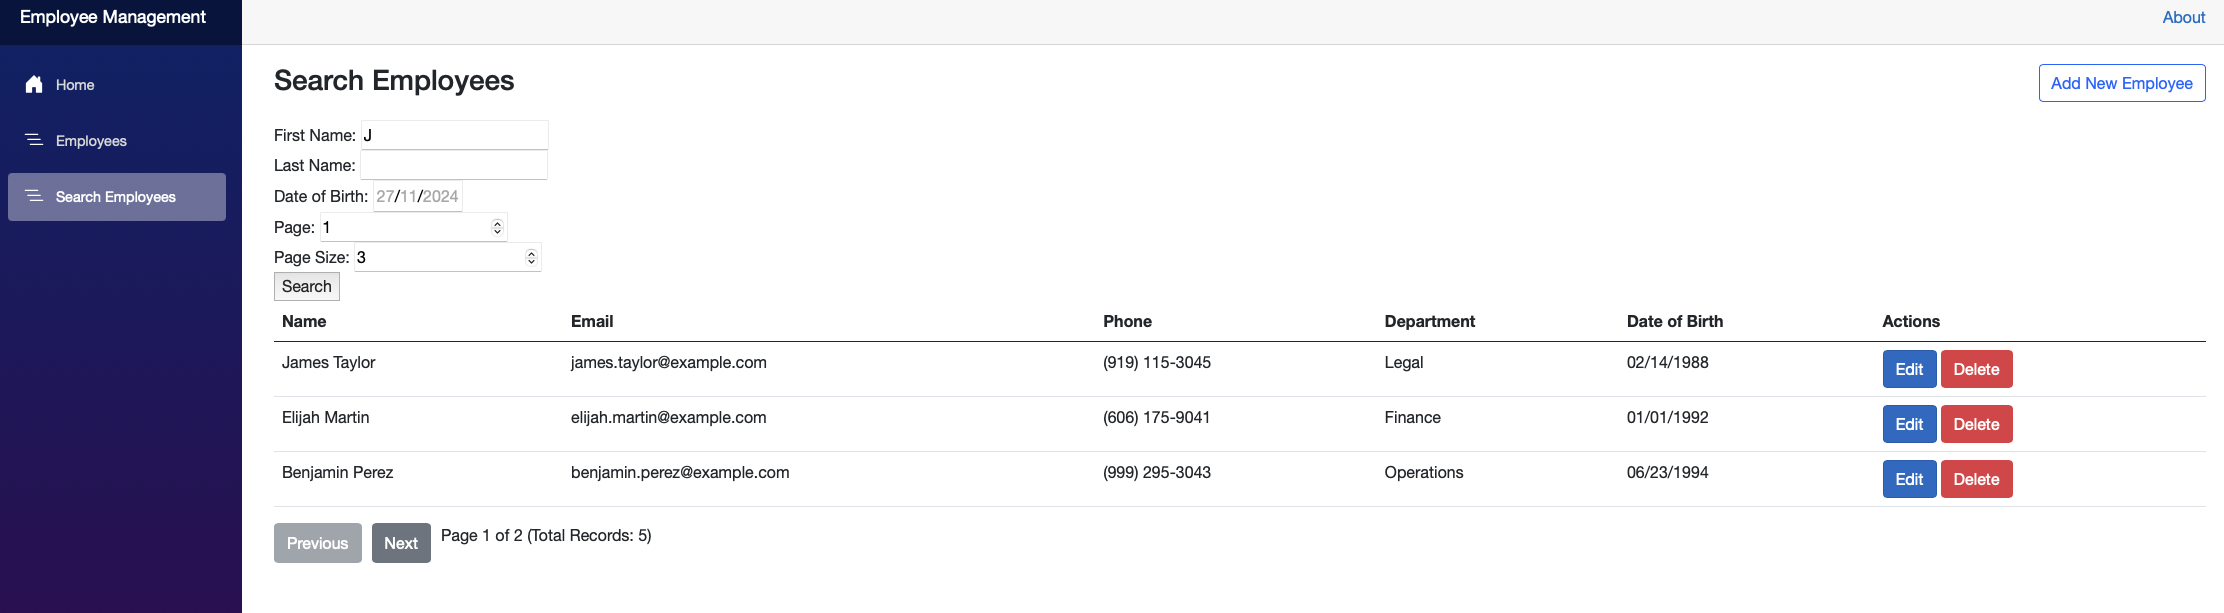 Employee Management
About
Home
Employees
Search Employees
Search Employees
Add New Employee
First Name: J
Last Name:
Date of Birth: 27/11/2024
Page: 1
Page Size: 3
Search
Name Email Phone Department Date of Birth Actions
James Taylor james.taylor@example.com (919) 115-3045 Legal 02/14/1988 Edit Delete
Elijah Martin elijah.martin@example.com (606) 175-9041 Finance 01/01/1992 Edit Delete
Benjamin Perez benjamin.perez@example.com (999) 295-3043 Operations 06/23/1994 Edit Delete
Previous Next Page 1 of 2 (Total Records: 5)